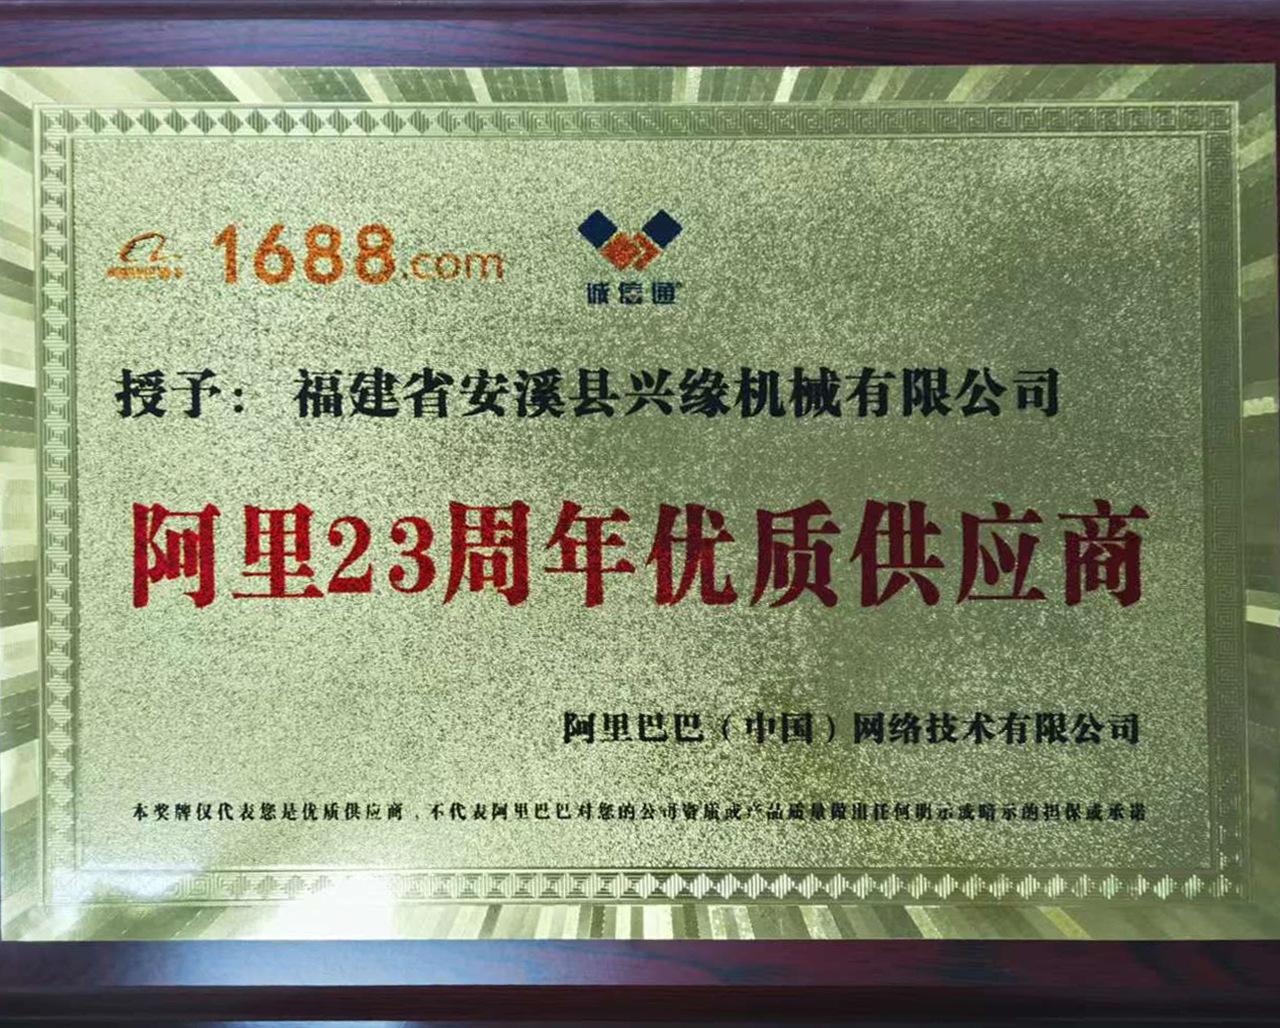 1688.com
诚信通
授予：福建省安溪县兴缘机械有限公司
阿里23周年优质供应商
阿里巴巴（中国）网络技术有限公司
本奖牌仅代表您是优质供应商，不代表阿里巴巴对您的公司资质或产品质量做出任何明示或暗示的担保或承诺